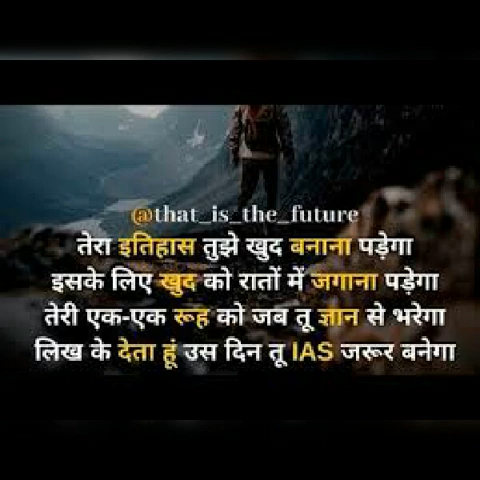 @that_is_the_future
तेरा इतिहास तुझे खुद बनाना पड़ेगा
इसके लिए खुद को रातों में जगाना पड़ेगा
तेरी एक-एक रूह को जब तू ज्ञान से भरेगा
लिख के देता हूं उस दिन तू IAS जरूर बनेगा